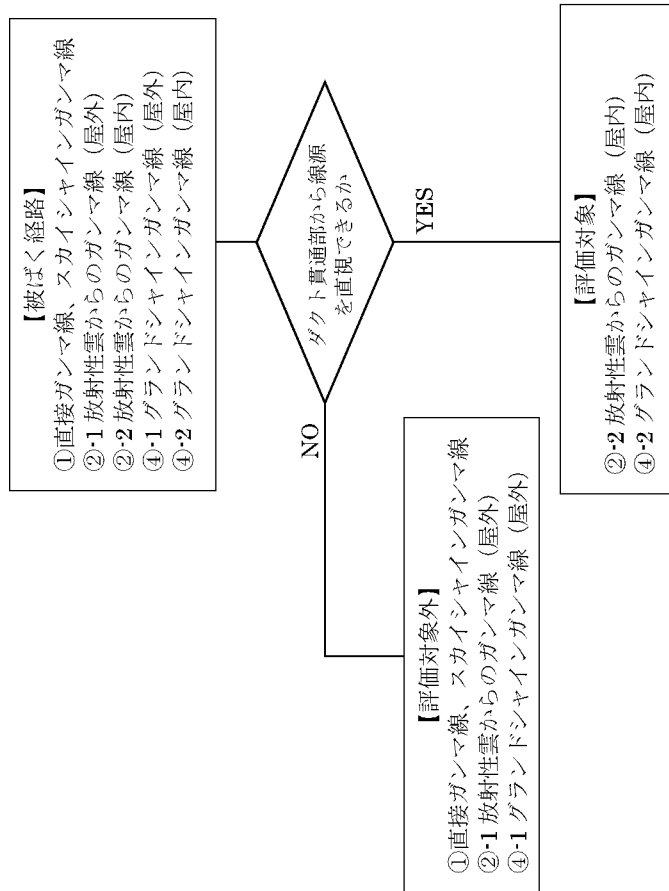 【被ばく経路】
①直接ガンマ線、スカイシャインガンマ線
②-1 放射性雲からのガンマ線（屋外）
②-2 放射性雲からのガンマ線（屋内）
④-1 グランドシャインガンマ線（屋外）
④-2 グランドシャインガンマ線（屋内）
ダクト貫通部から線源
を直視できるか
NO
YES
【評価対象外】
①直接ガンマ線、スカイシャインガンマ線
②-1 放射性雲からのガンマ線（屋外）
④-1 グランドシャインガンマ線（屋外）
【評価対象】
②-2 放射性雲からのガンマ線（屋内）
④-2 グランドシャインガンマ線（屋内）